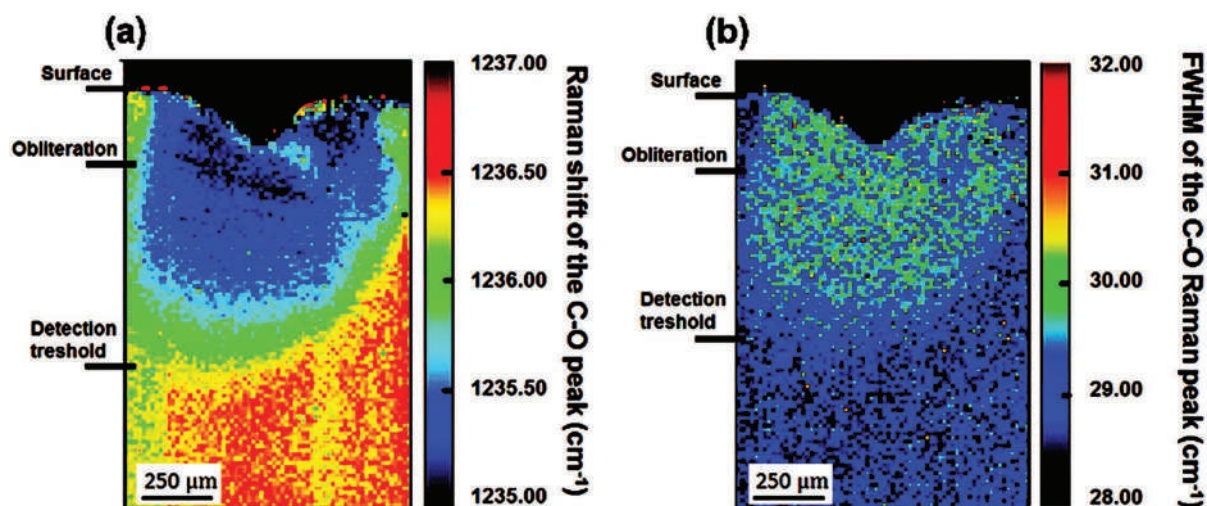 (a)
Surface
Obliteration
Detection
treshold
250 µm
1237.00
1236.50
1236.00
1235.50
1235.00
Raman shift of the C-O peak (cm-1)
(b)
Surface
Obliteration
Detection
treshold
250 µm
32.00
31.00
30.00
29.00
28.00
FWHM of the C-O Raman peak (cm-1)